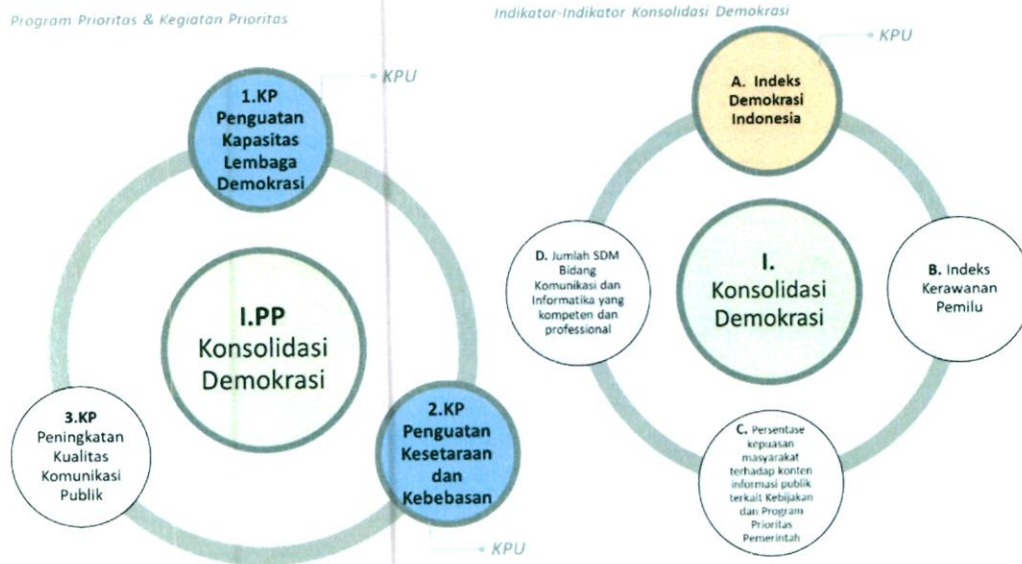 Program Prioritas & Kegiatan Prioritas
KPU
1.KP
Penguatan
Kapasitas
Lembaga
Demokrasi
I.PP
Konsolidasi
Demokrasi
3.KP
Peningkatan
Kualitas
Komunikasi
Publik
2.KP
Penguatan
Kesetaraan
dan
Kebebasan
KPU
Indikator-Indikator Konsolidasi Demokrasi
KPU
A. Indeks
Demokrasi
Indonesia
D. Jumlah SDM
Bidang
Komunikasi dan
Informatika yang
kompeten dan
professional
I.
Konsolidasi
Demokrasi
B. Indeks
Kerawanan
Pemilu
C. Persentase
kepuasan
masyarakat
terhadap konten
informasi publik
terkait Kebijakan
dan Program
Prioritas
Pemerintah